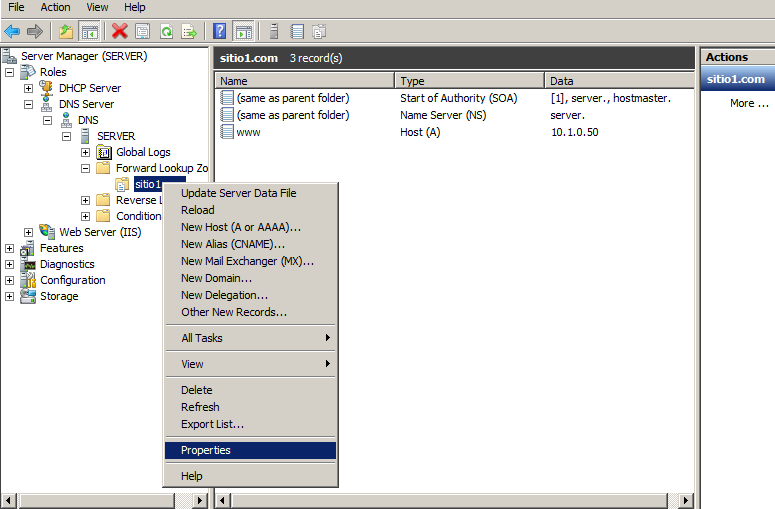 File Action View Help
Server Manager (SERVER)
Roles
DHCP Server
DNS Server
DNS
SERVER
Global Logs
Forward Lookup Zo
sitio1
Reverse L
Condition
Web Server (IIS)
Features
Diagnostics
Configuration
Storage
Update Server Data File
Reload
New Host (A or AAAA)...
New Alias (CNAME)...
New Mail Exchanger (MX)...
New Domain...
New Delegation...
Other New Records...
All Tasks
View
Delete
Refresh
Export List...
Properties
Help
sitio1.com 3 record(s)
Name Type Data
(same as parent folder) Start of Authority (SOA) [1], server., hostmaster.
(same as parent folder) Name Server (NS) server.
www Host (A) 10.1.0.50
Actions
sitio1.com
More ...